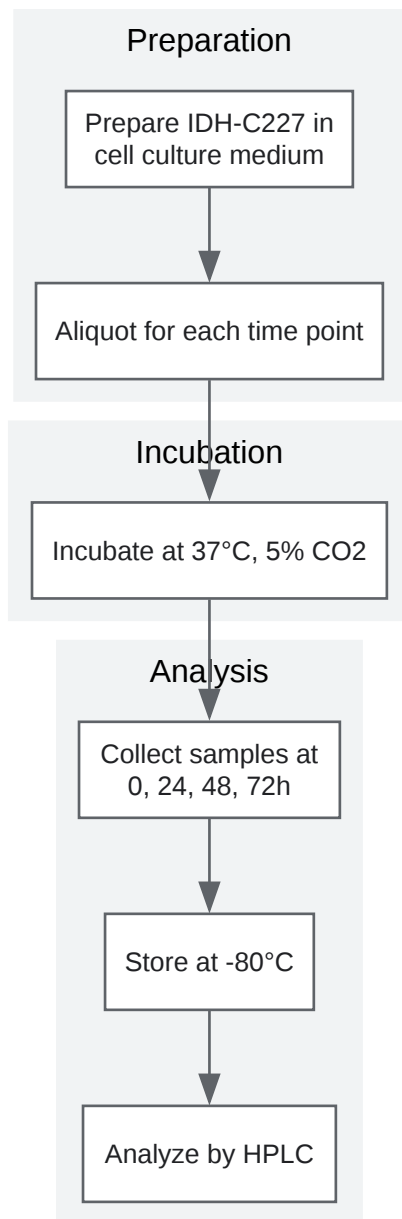 Preparation
Prepare IDH-C227 in
cell culture medium
Aliquot for each time point
Incubation
Incubate at 37°C, 5% CO2
Analysis
Collect samples at
0, 24, 48, 72h
Store at -80°C
Analyze by HPLC